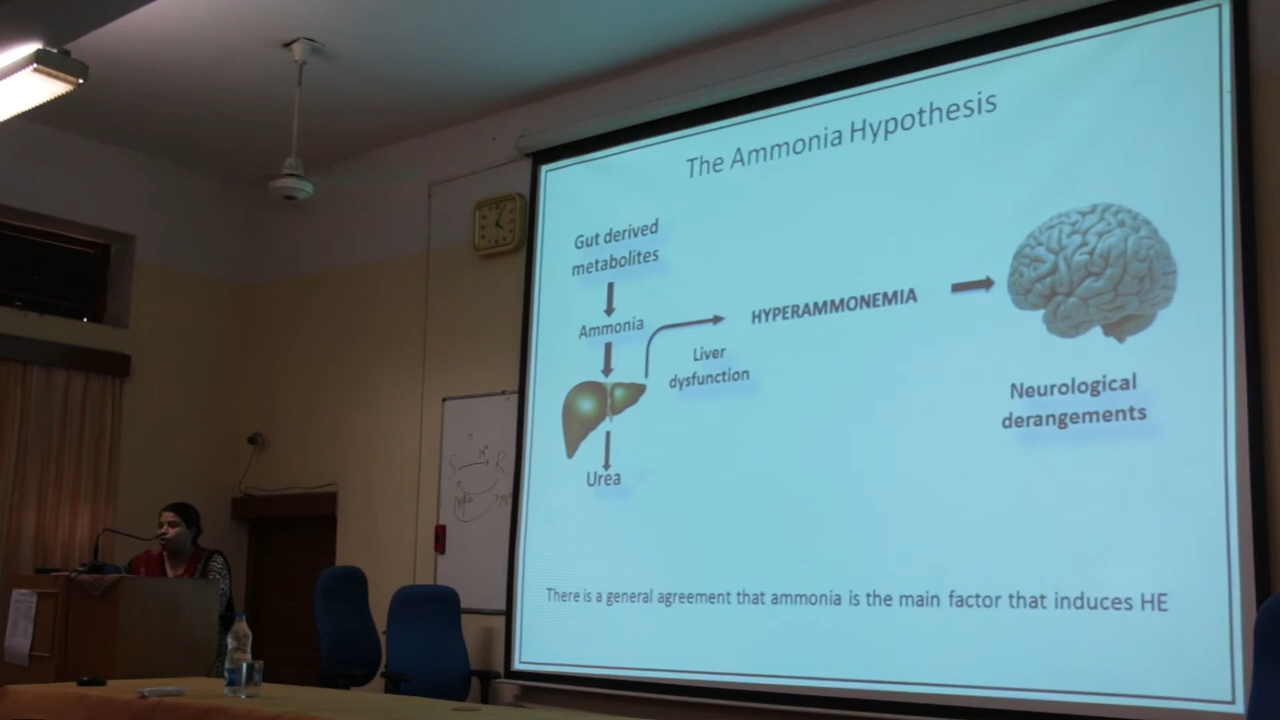 The Ammonia Hypothesis
Gut derived
metabolites
Ammonia
HYPERAMMONEMIA
Liver
dysfunction
Neurological
derangements
Urea
S
R
There is a general agreement that ammonia is the main factor that induces HE